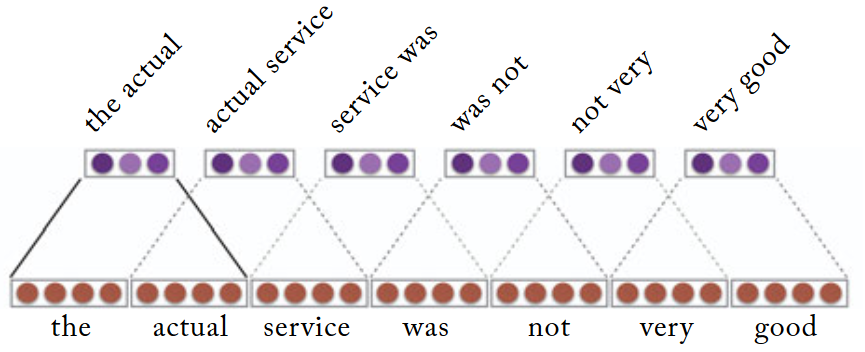 the actual
actual service
service was
was not
not very
very good
the actual service was not very good